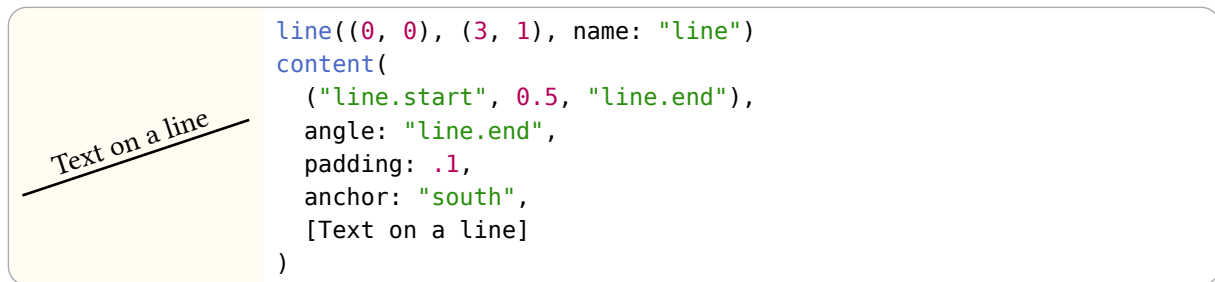 Text on a line
line((0, 0), (3, 1), name: "line")
content(
  ("line.start", 0.5, "line.end"),
  angle: "line.end",
  padding: .1,
  anchor: "south",
  [Text on a line]
)